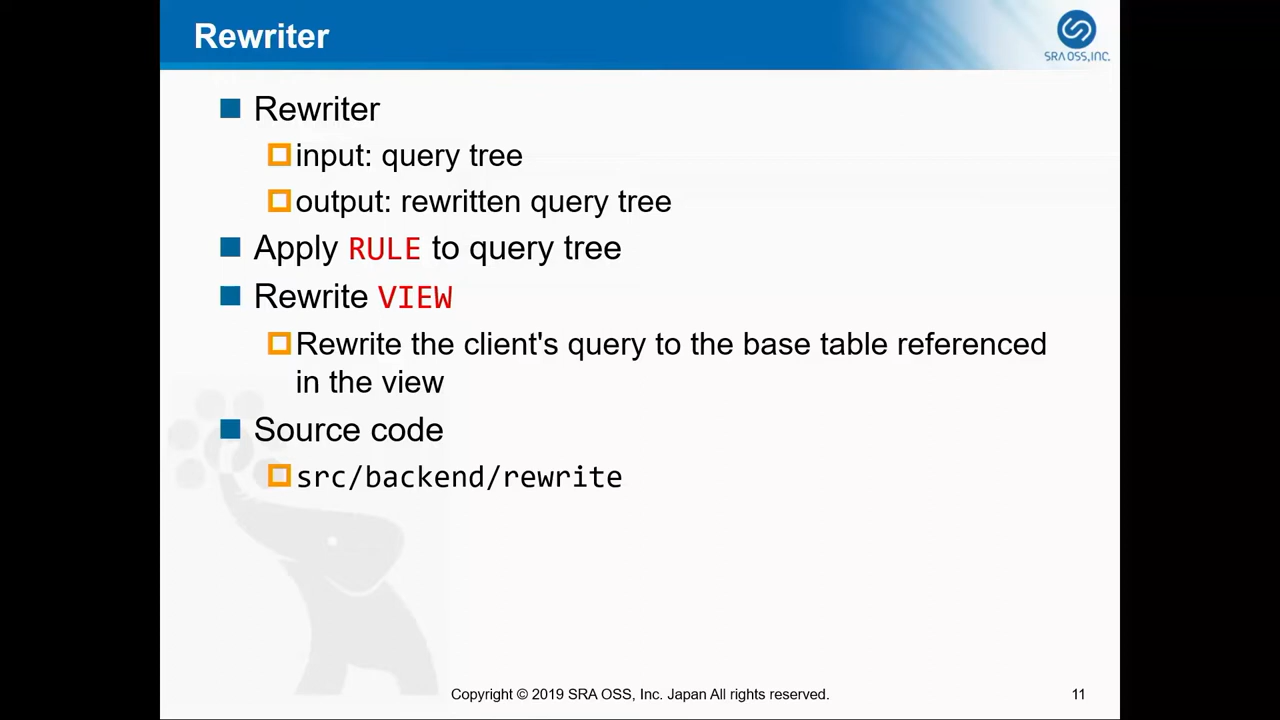 Rewriter
SRA OSS, INC.
Rewriter
input: query tree
output: rewritten query tree
Apply RULE to query tree
Rewrite VIEW
Rewrite the client's query to the base table referenced
in the view
Source code
src/backend/rewrite
Copyright © 2019 SRA OSS, Inc. Japan All rights reserved.
11